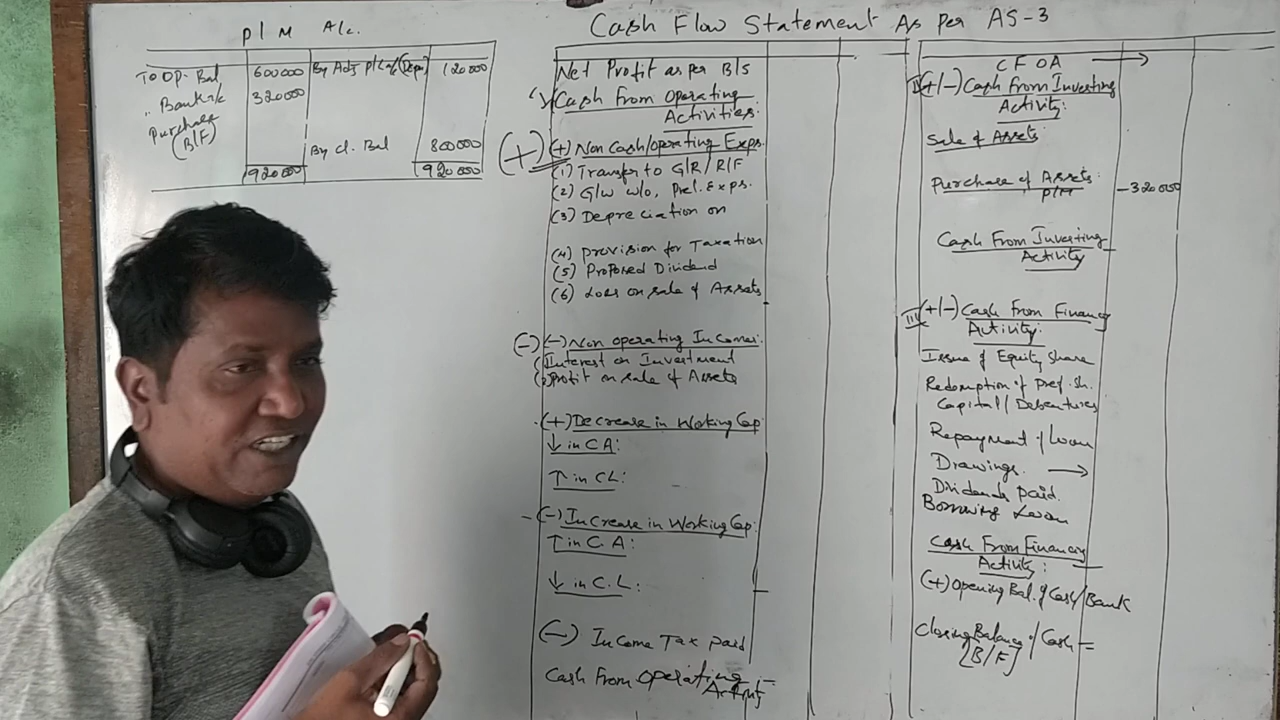 Cash Flow Statement As per AS-3
P/M A/c.
To Op. Bal 600000 By Adj P/L a/c (Depn) 120000
" Bank a/c 320000
Purchase
(B/F)
By Cl. Bal 800000
920000 920000
Net Profit as per B/S
Cash From Operating
Activities:
(+) (+) Non Cash/operating Exps.
(1) Transfer to G/R / R/F
(2) G/w w/o, Prel. Exps.
(3) Depreciation on
(4) Provision for Taxation
(5) Proposed Dividend
(6) Loss on sale of Assets
(-) (-) Non operating Incomes:
Interest on Investment
Profit on sale of Assets
(+) Decrease in Working Cap
↓ in CA:
↑ in CL:
-(-) Increase in Working Cap:
↑ in C.A:
↓ in C.L:
(-) Income Tax paid
Cash From Operating
Activity
C F O A →
II (+/-) Cash From Investing
Activity:
Sale of Assets:
Purchase of Assets:
P/M -320000
Cash From Investing
Activity
III (+/-) Cash From Financ
Activity:
Issue of Equity Share
Redemption of Pref. Sh.
Capital / Debentures
Repayment of Loan
Drawings. →
Dividends paid.
Borrowing Loan
Cash From Financing
Activity:
(+) Opening Bal. of Cash/Bank
Closing Balance of Cash =
[B/F]